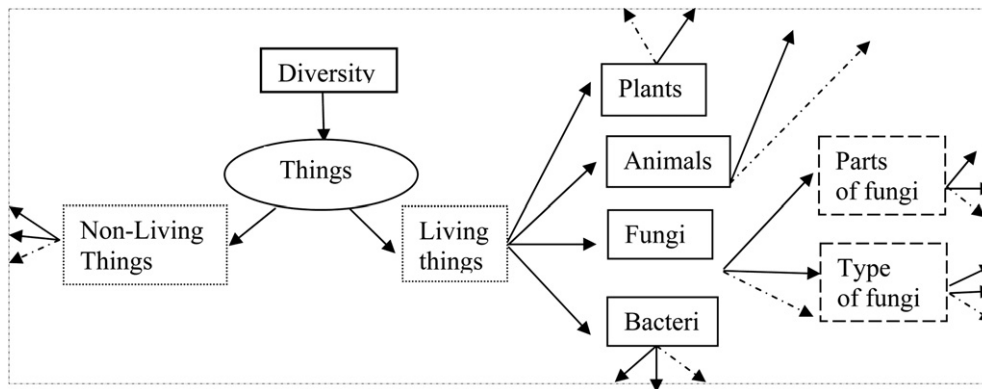 Diversity
Things
Non-Living
Things
Living
things
Plants
Animals
Fungi
Bacteri
Parts
of fungi
Type
of fungi